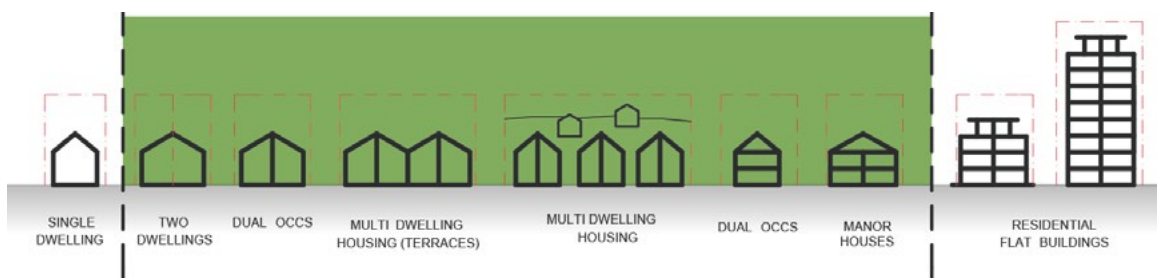 SINGLE
DWELLING
TWO
DWELLINGS
DUAL OCCS
MULTI DWELLING
HOUSING (TERRACES)
MULTI DWELLING
HOUSING
DUAL OCCS
MANOR
HOUSES
RESIDENTIAL
FLAT BUILDINGS